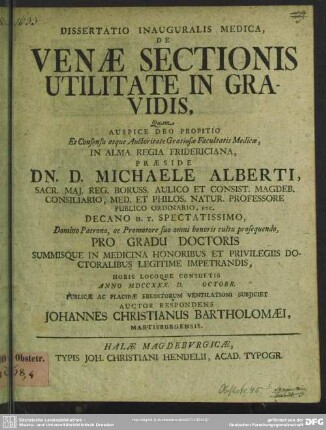 DISSERTATIO INAUGURALIS MEDICA,
DE
VENÆ SECTIONIS
UTILITATE IN GRA-
VIDIS,
Quam
AUSPICE DEO PROPITIO
Et Consensu atque Authoritate Gratiosæ Facultatis Medicæ,
IN ALMA REGIA FRIDERICIANA,
PRÆSIDE
DN. D. MICHAELE ALBERTI,
SACR. MAJ. REG. BORUSS. AULICO ET CONSIST. MAGDEB.
CONSILIARIO, MED. ET PHILOS. NATUR. PROFESSORE
PUBLICO ORDINARIO, etc.
DECANO H. T. SPECTATISSIMO,
Domino Patrono, ac Promotore suo omni honoris cultu prosequendo,
PRO GRADU DOCTORIS
SUMMISQUE IN MEDICINA HONORIBUS ET PRIVILEGIIS DO-
CTORALIBUS LEGITIME IMPETRANDIS,
HORIS LOCOQUE CONSUETIS
ANNO MDCCXXX. D. OCTOBR.
PUBLICÆ AC PLACIDÆ ERUDITORUM VENTILATIONI SUBJICIET
AUCTOR RESPONDENS
JOHANNES CHRISTIANUS BARTHOLOMÆI,
MARTISBURGENSIS.
HALÆ MAGDEBURGICÆ,
TYPIS JOH. CHRISTIANI HENDELII, ACAD. TYPOGR.
Obstetr.